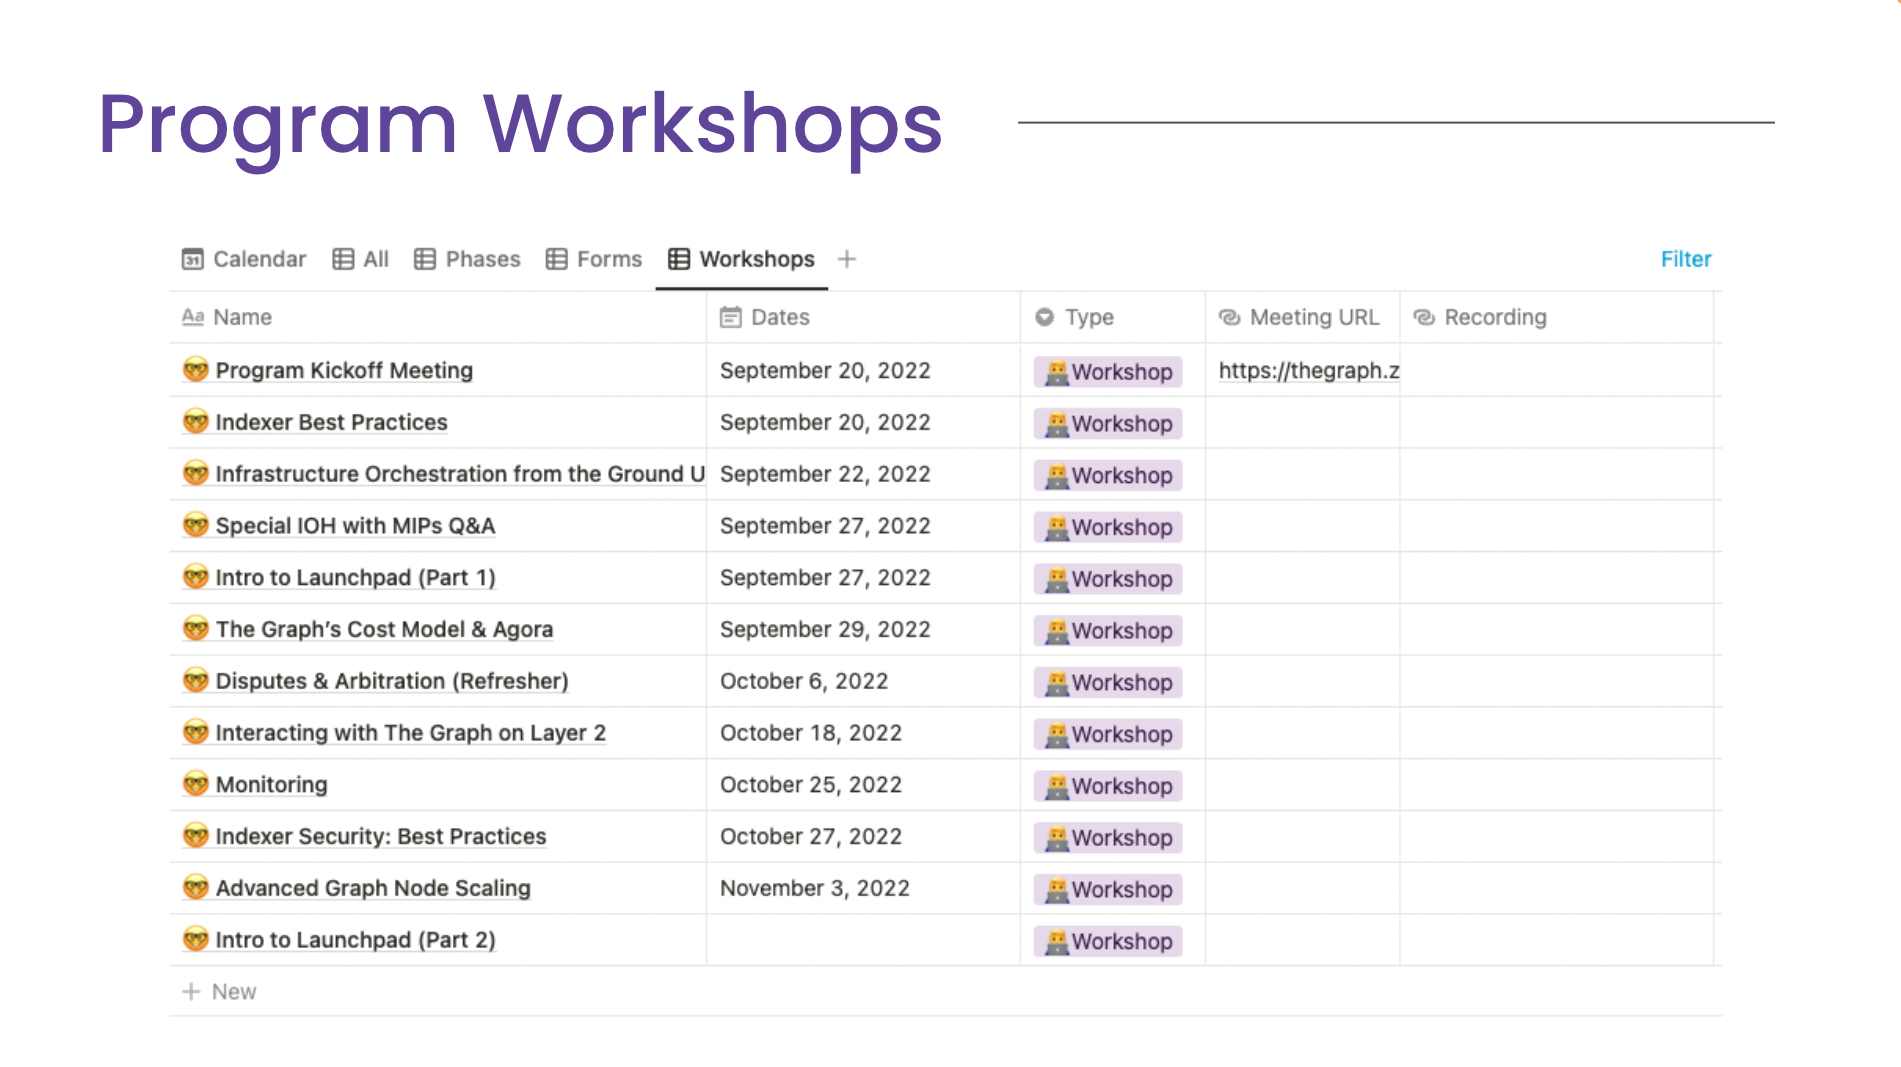 Program Workshops
31 Calendar All Phases Forms Workshops + Filter
Aa Name Dates Type Meeting URL Recording
🤓 Program Kickoff Meeting September 20, 2022 👨‍💻Workshop https://thegraph.z
🤓 Indexer Best Practices September 20, 2022 👨‍💻Workshop
🤓 Infrastructure Orchestration from the Ground U September 22, 2022 👨‍💻Workshop
🤓 Special IOH with MIPs Q&A September 27, 2022 👨‍💻Workshop
🤓 Intro to Launchpad (Part 1) September 27, 2022 👨‍💻Workshop
🤓 The Graph’s Cost Model & Agora September 29, 2022 👨‍💻Workshop
🤓 Disputes & Arbitration (Refresher) October 6, 2022 👨‍💻Workshop
🤓 Interacting with The Graph on Layer 2 October 18, 2022 👨‍💻Workshop
🤓 Monitoring October 25, 2022 👨‍💻Workshop
🤓 Indexer Security: Best Practices October 27, 2022 👨‍💻Workshop
🤓 Advanced Graph Node Scaling November 3, 2022 👨‍💻Workshop
🤓 Intro to Launchpad (Part 2) 👨‍💻Workshop
+ New